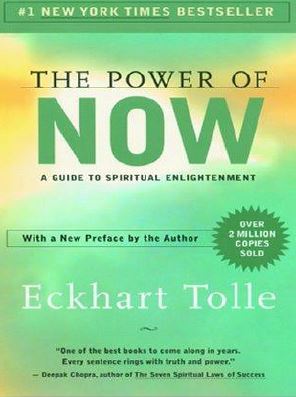 #1 NEW YORK TIMES BESTSELLER
THE POWER OF
NOW
A GUIDE TO SPIRITUAL ENLIGHTENMENT
OVER
2 MILLION
COPIES
SOLD
With a New Preface by the Author
Eckhart Tolle
"One of the best books to come along in years.
Every sentence rings with truth and power."
— Deepak Chopra, author of The Seven Spiritual Laws of Success